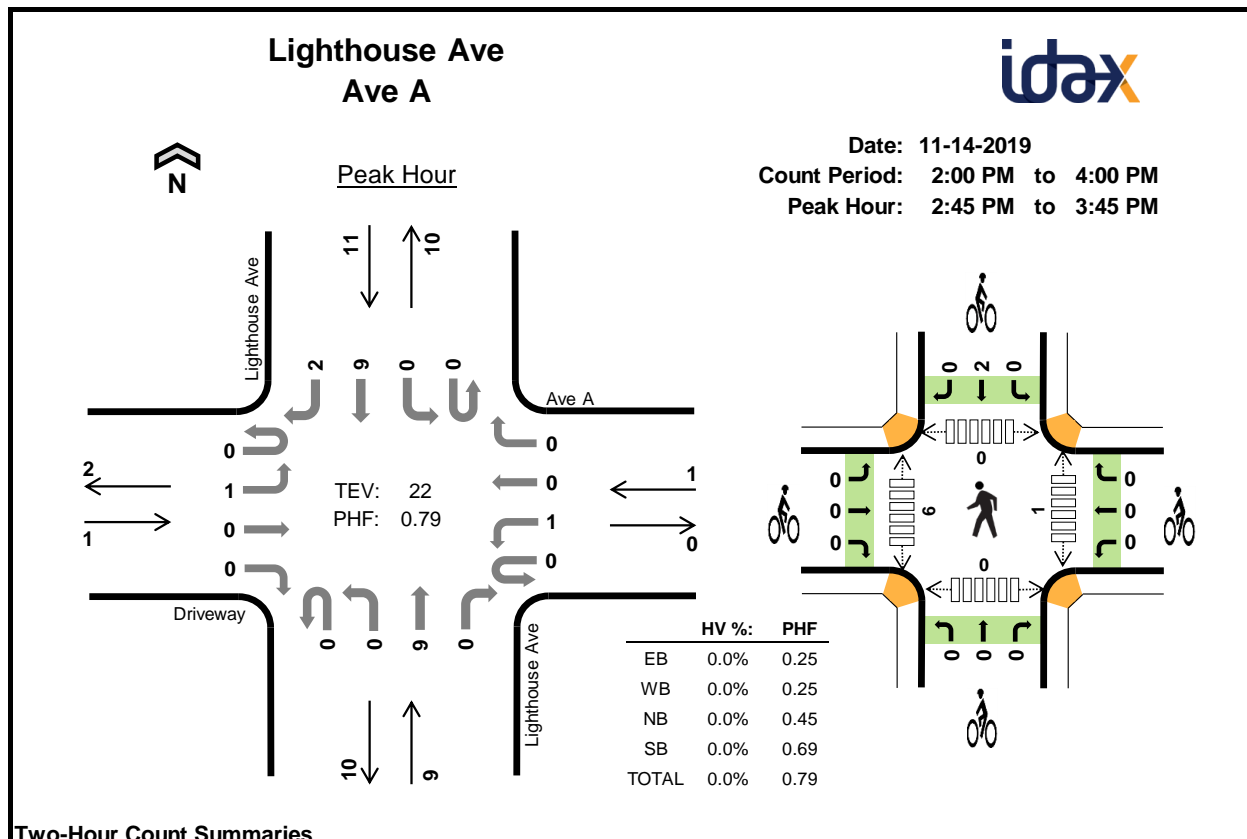 Lighthouse Ave
Ave A
idax
N
Peak Hour
Date: 11-14-2019
Count Period: 2:00 PM to 4:00 PM
Peak Hour: 2:45 PM to 3:45 PM
11
10
Lighthouse Ave
2
9
0
0
Ave A
0
1
0
0
0
0
1
0
2
1
1
0
TEV: 22
PHF: 0.79
Driveway
0
0
9
0
10
9
Lighthouse Ave
0
2
0
0
0
0
0
0
6
1
0
0
0
0
0
0
0
HV %: PHF
EB 0.0% 0.25
WB 0.0% 0.25
NB 0.0% 0.45
SB 0.0% 0.69
TOTAL 0.0% 0.79
Two-Hour Count Summaries